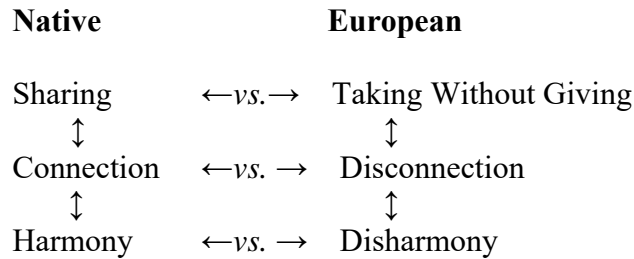 Native European
Sharing ←vs.→ Taking Without Giving
↕ ↕
Connection ←vs. → Disconnection
↕ ↕
Harmony ←vs. → Disharmony